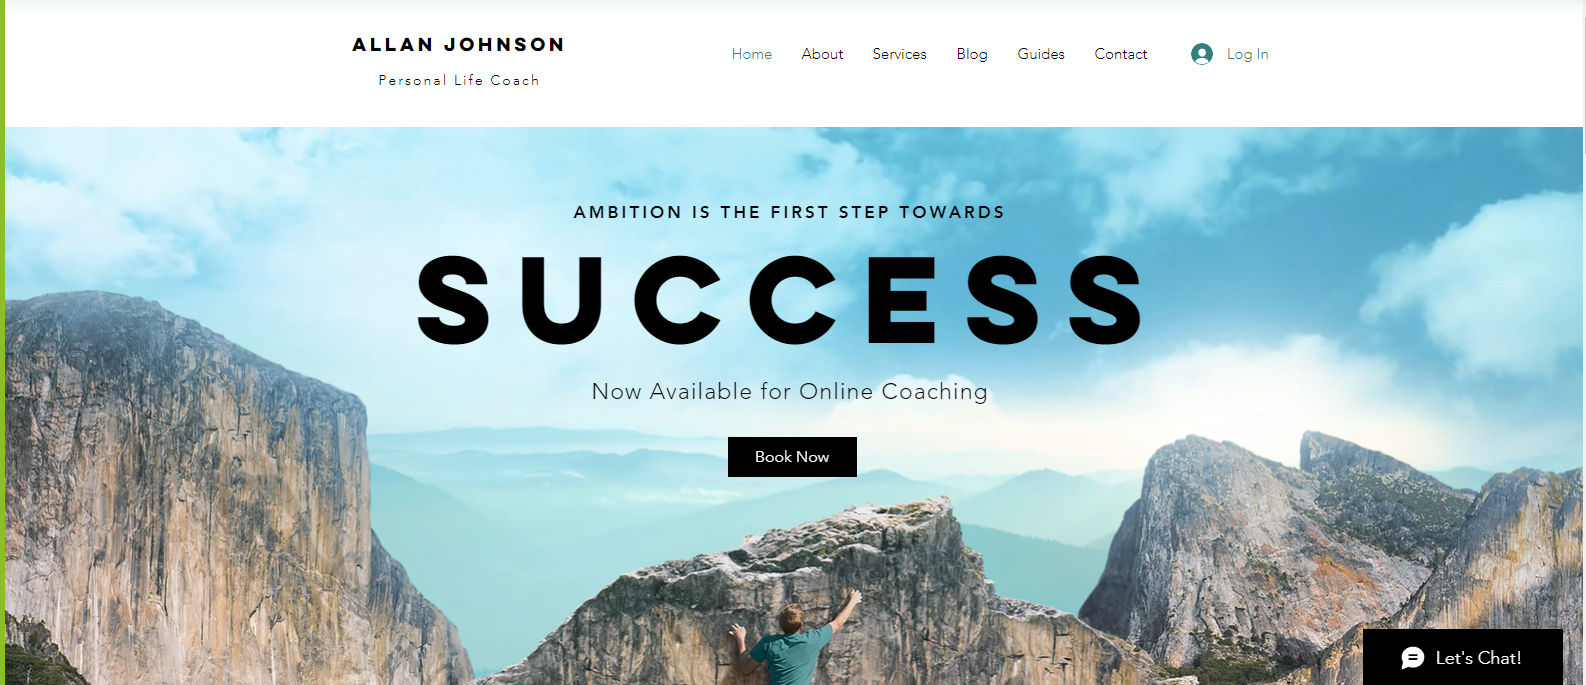 ALLAN JOHNSON
Personal Life Coach
Home About Services Blog Guides Contact Log In
AMBITION IS THE FIRST STEP TOWARDS
SUCCESS
Now Available for Online Coaching
Book Now
Let's Chat!